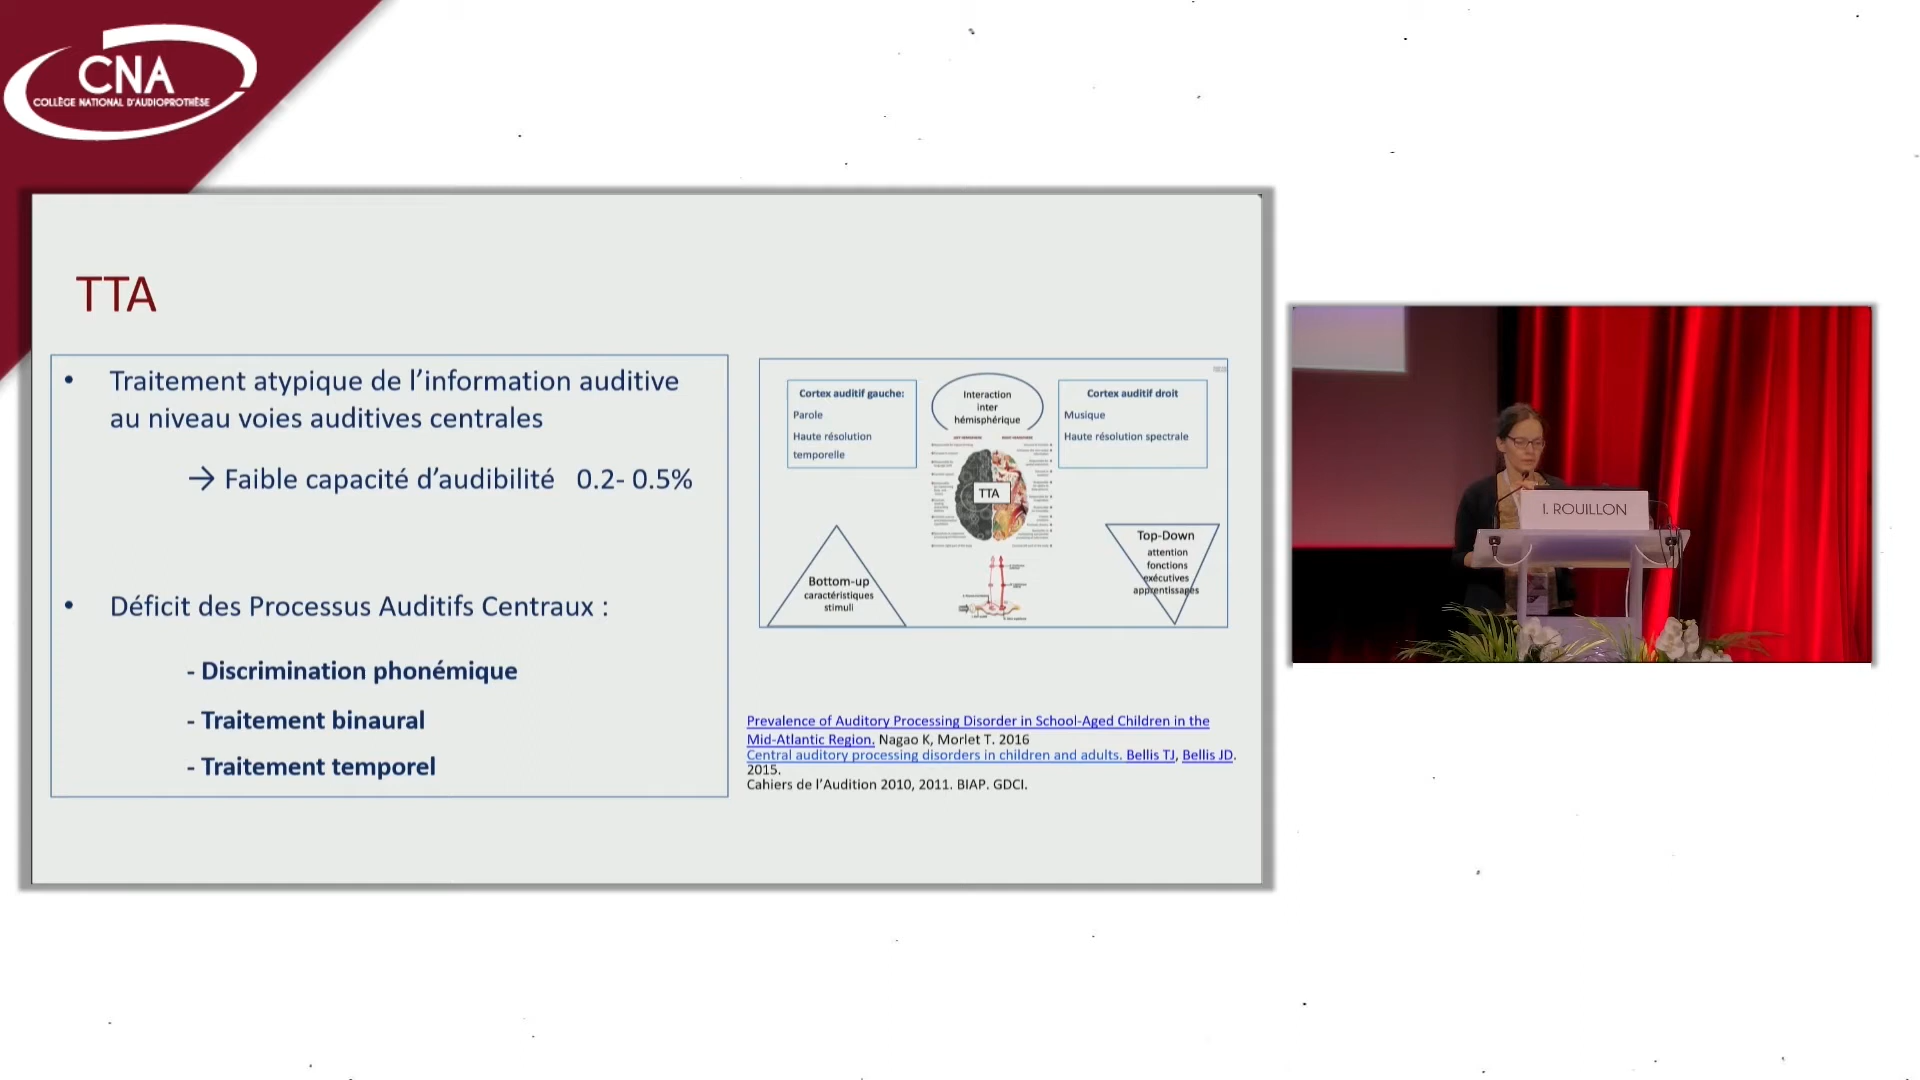 CNA
COLLÈGE NATIONAL D'AUDIOPROTHÈSE
TTA
• Traitement atypique de l'information auditive
au niveau voies auditives centrales
→ Faible capacité d'audibilité 0.2- 0.5%
• Déficit des Processus Auditifs Centraux :
- Discrimination phonémique
- Traitement binaural
- Traitement temporel
Cortex auditif gauche:
Parole
Haute résolution
temporelle
Interaction
inter
hémisphérique
Cortex auditif droit
Musique
Haute résolution spectrale
TTA
Bottom-up
caractéristiques
stimuli
Top-Down
attention
fonctions
exécutives
apprentissages
Prevalence of Auditory Processing Disorder in School-Aged Children in the
Mid-Atlantic Region. Nagao K, Morlet T. 2016
Central auditory processing disorders in children and adults. Bellis TJ, Bellis JD.
2015.
Cahiers de l'Audition 2010, 2011. BIAP. GDCI.
I. ROUILLON